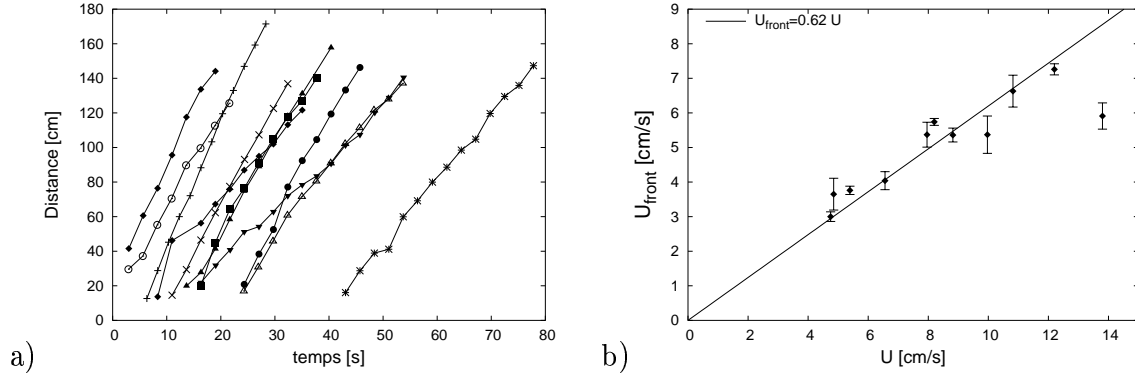 180
160
140
120
100
80
60
40
20
0
Distance [cm]
0 10 20 30 40 50 60 70 80
temps [s]
a)
U_front=0.62 U
9
8
7
6
5
4
3
2
1
0
U_front [cm/s]
0 2 4 6 8 10 12 14
U [cm/s]
b)